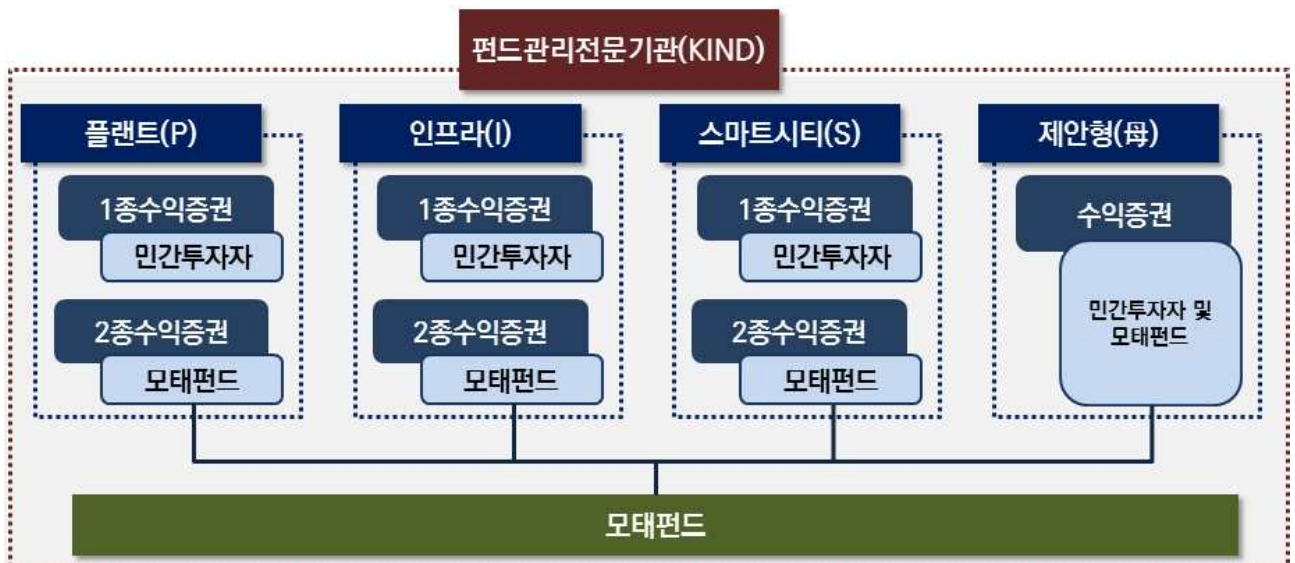 펀드관리전문기관(KIND)
플랜트(P)
1종수익증권
민간투자자
2종수익증권
모태펀드
인프라(I)
1종수익증권
민간투자자
2종수익증권
모태펀드
스마트시티(S)
1종수익증권
민간투자자
2종수익증권
모태펀드
제안형(母)
수익증권
민간투자자 및
모태펀드
모태펀드